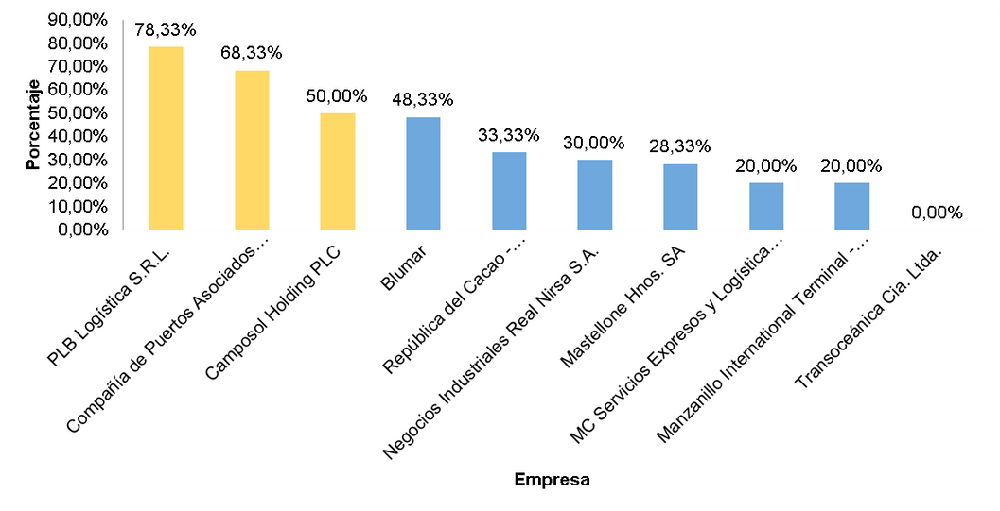 90,00%
80,00%
70,00%
60,00%
50,00%
40,00%
30,00%
20,00%
10,00%
0,00%
Porcentaje
78,33%
68,33%
50,00%
48,33%
33,33%
30,00%
28,33%
20,00%
20,00%
0,00%
PLB Logística S.R.L.
Compañía de Puertos Asociados...
Camposol Holding PLC
Blumar
República del Cacao -...
Negocios Industriales Real Nirsa S.A.
Mastellone Hnos. SA
MC Servicios Expresos y Logística...
Manzanillo International Terminal -...
Transoceánica Cia. Ltda.
Empresa